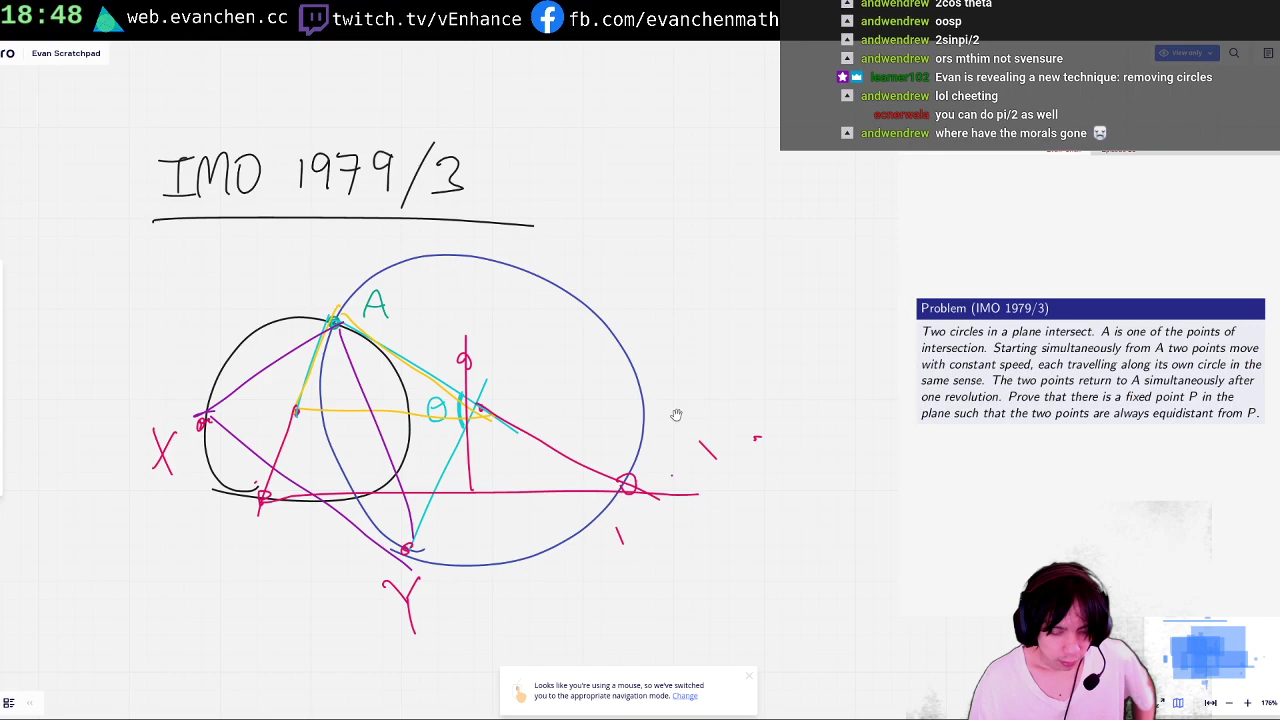 18:48 web.evanchen.cc twitch.tv/vEnhance fb.com/evanchenmath
ro Evan Scratchpad
View only
andwendrew 2cos theta
andwendrew oosp
andwendrew 2sinpi/2
andwendrew ors mthim not svensure
learner102 Evan is revealing a new technique: removing circles
andwendrew lol cheeting
ecnerwala you can do pi/2 as well
andwendrew where have the morals gone
IMO 1979/3
A
θ
X
Y
Problem (IMO 1979/3)
Two circles in a plane intersect. A is one of the points of
intersection. Starting simultaneously from A two points move
with constant speed, each travelling along its own circle in the
same sense. The two points return to A simultaneously after
one revolution. Prove that there is a fixed point P in the
plane such that the two points are always equidistant from P.
Looks like you're using a mouse, so we've switched
you to the appropriate navigation mode. Change
176%